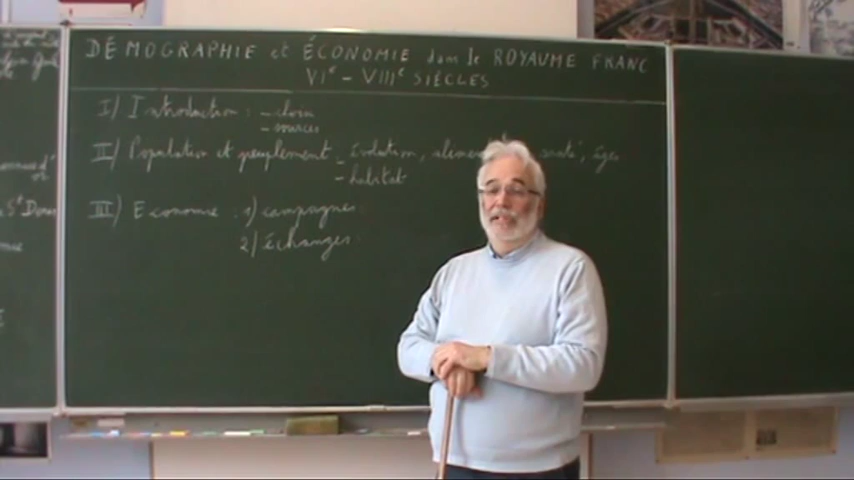 DÉMOGRAPHIE et ÉCONOMIE dans le ROYAUME FRANC
VIe - VIIIe SIÈCLES
I/ Introduction : - choix
- sources
II/ Population et peuplement - évolution, santé, âges
- habitat
III/ Economie : 1) campagnes
2) échanges